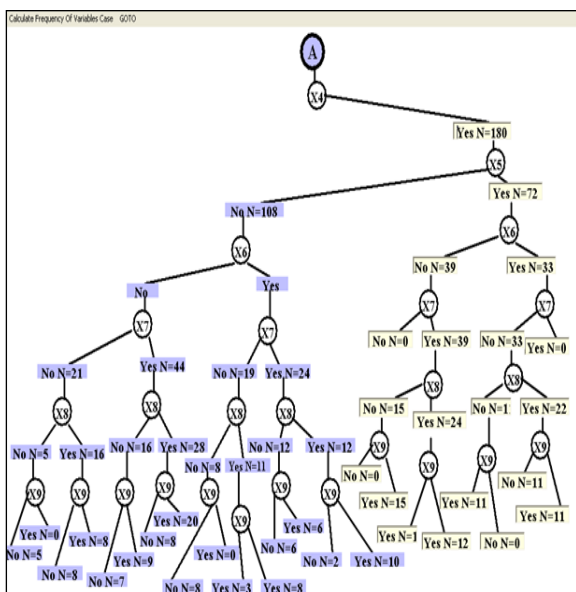 Calculate Frequency Of Variables Case GOTO
A
X4
Yes N=180
X5
Yes N=72
No N=108
X6
X6
No N=39
Yes N=33
No
Yes
X7
X7
X7
X7
No N=0
Yes N=39
No N=33
Yes N=0
No N=21
Yes N=44
No N=19
Yes N=24
X8
X8
X8
X8
X8
X8
No N=15
Yes N=24
No N=1
Yes N=22
No N=5
Yes N=16
No N=16
Yes N=28
No N=8
Yes N=11
No N=12
Yes N=12
X9
X9
X9
X9
No N=0
Yes N=15
Yes N=11
No N=11
X9
X9
X9
X9
X9
X9
X9
X9
No N=5
Yes N=0
Yes N=8
Yes N=9
No N=8
Yes N=20
Yes N=0
No N=6
Yes N=6
No N=2
Yes N=10
Yes N=1
Yes N=12
No N=0
Yes N=11
No N=8
No N=7
No N=8
Yes N=3
Yes N=8